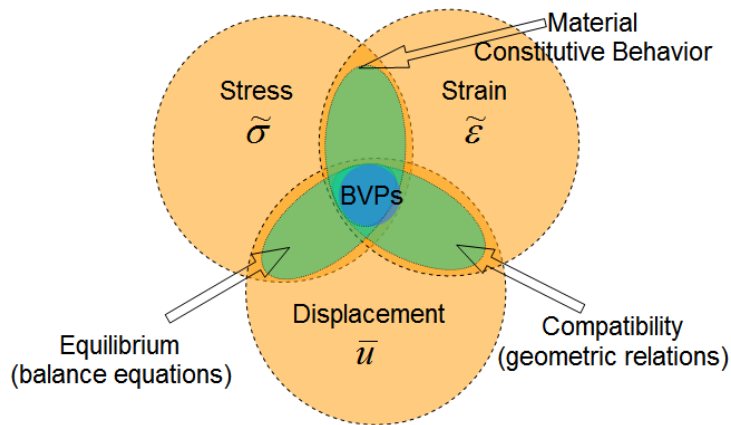 Material
Constitutive Behavior
Stress
σ̃
Strain
ε̃
BVPs
Displacement
u̅
Equilibrium
(balance equations)
Compatibility
(geometric relations)